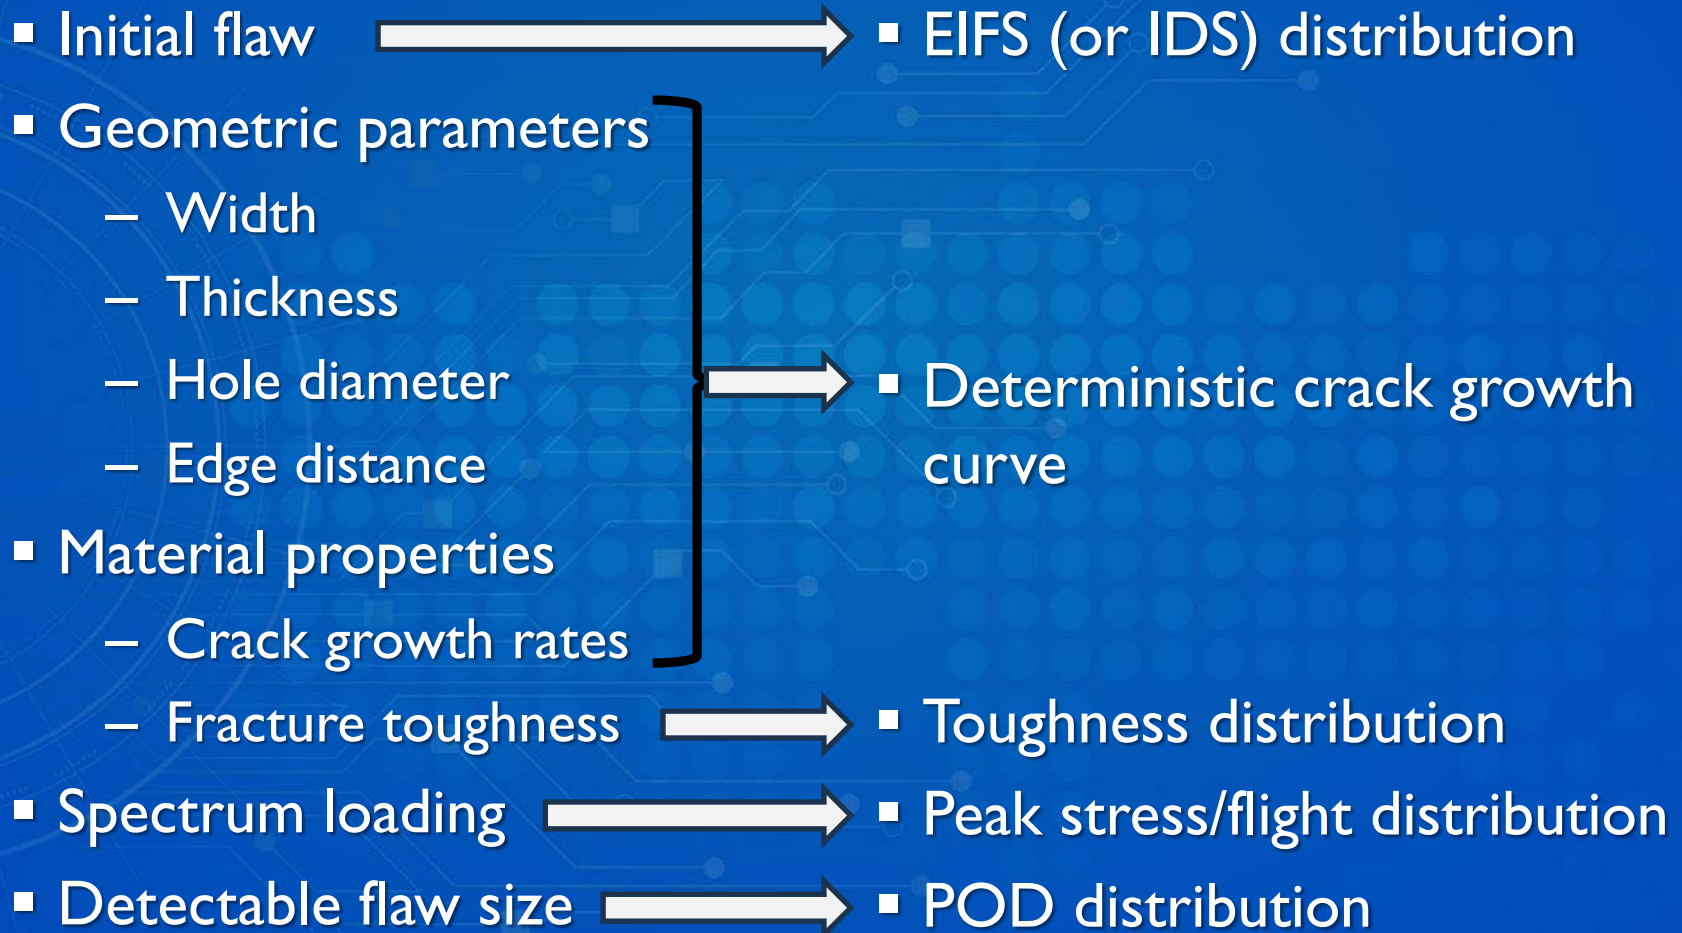 ▪ Initial flaw
▪ EIFS (or IDS) distribution
▪ Geometric parameters
– Width
– Thickness
– Hole diameter
– Edge distance
▪ Deterministic crack growth
curve
▪ Material properties
– Crack growth rates
– Fracture toughness
▪ Toughness distribution
▪ Spectrum loading
▪ Peak stress/flight distribution
▪ Detectable flaw size
▪ POD distribution